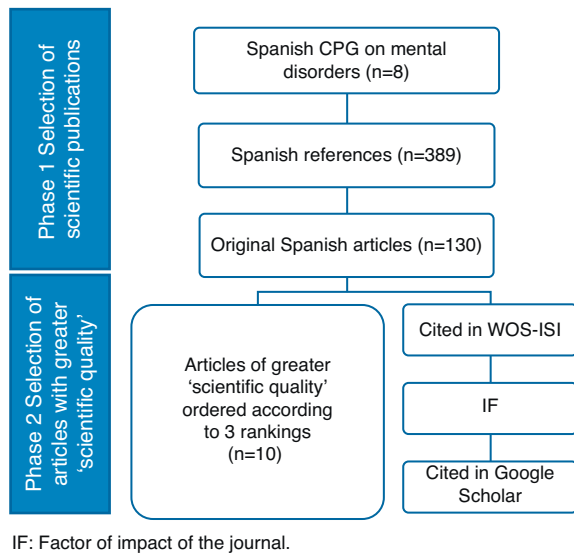 Phase 1 Selection of
scientific publications
Spanish CPG on mental
disorders (n=8)
Spanish references (n=389)
Original Spanish articles (n=130)
Phase 2 Selection of
articles with greater
‘scientific quality’
Articles of greater
‘scientific quality’
ordered according
to 3 rankings
(n=10)
Cited in WOS-ISI
IF
Cited in Google
Scholar
IF: Factor of impact of the journal.